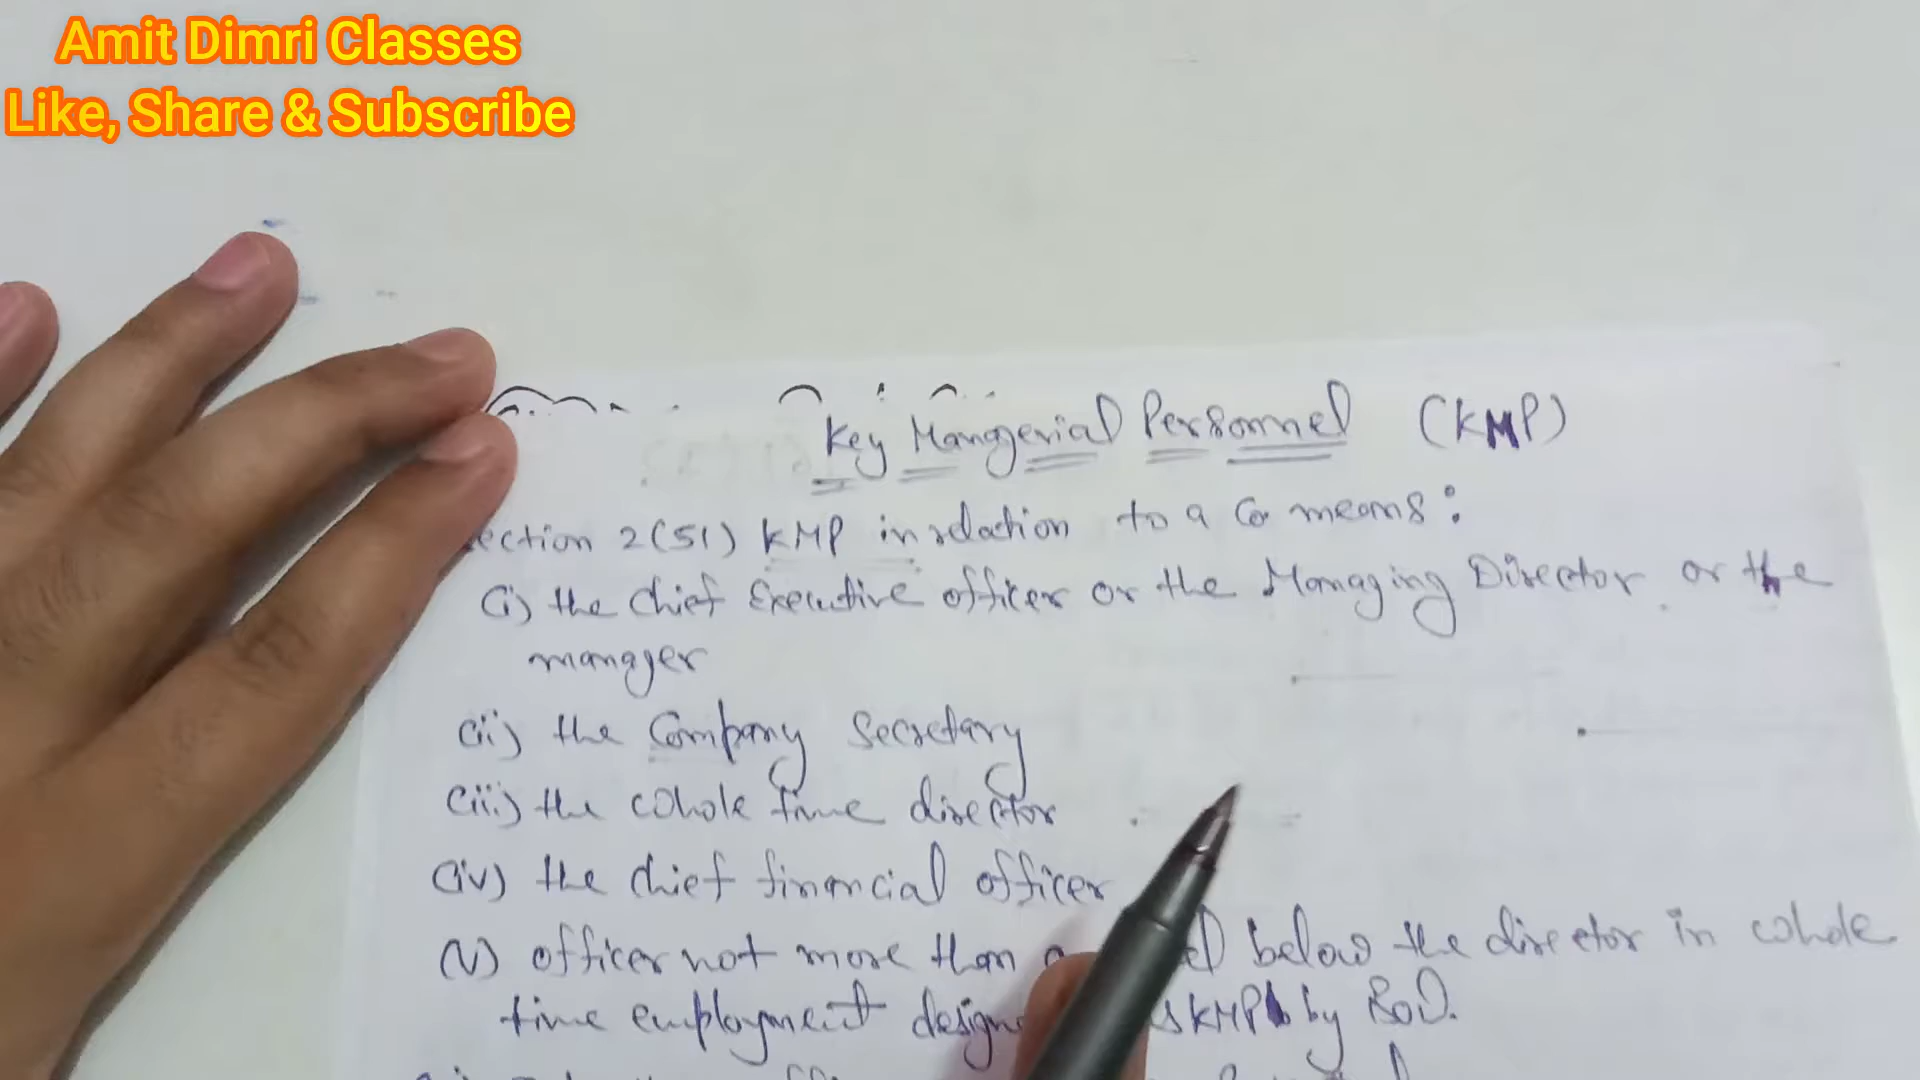 Amit Dimri Classes
Like, Share & Subscribe
Key Managerial Personnel (KMP)
ection 2(51) KMP in relation to a Co means:
(i) the Chief Executive officer or the Managing Director or the
manager
(ii) the Company Secretary
(iii) the whole time director
(iv) the chief financial officer
(v) officer not more than below the director in whole
time employment design KMP by BOD.